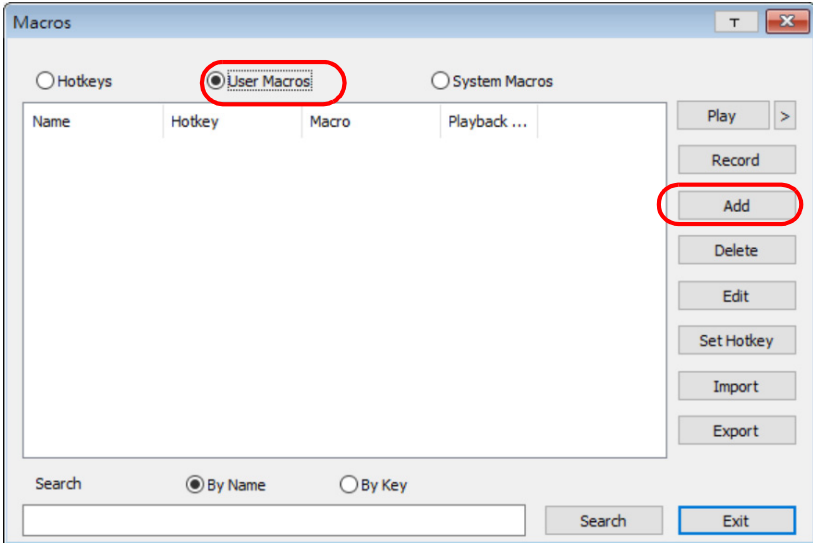 Macros T
Hotkeys User Macros System Macros
Name Hotkey Macro Playback ... Play >
Record
Add
Delete
Edit
Set Hotkey
Import
Export
Search By Name By Key
Search Exit